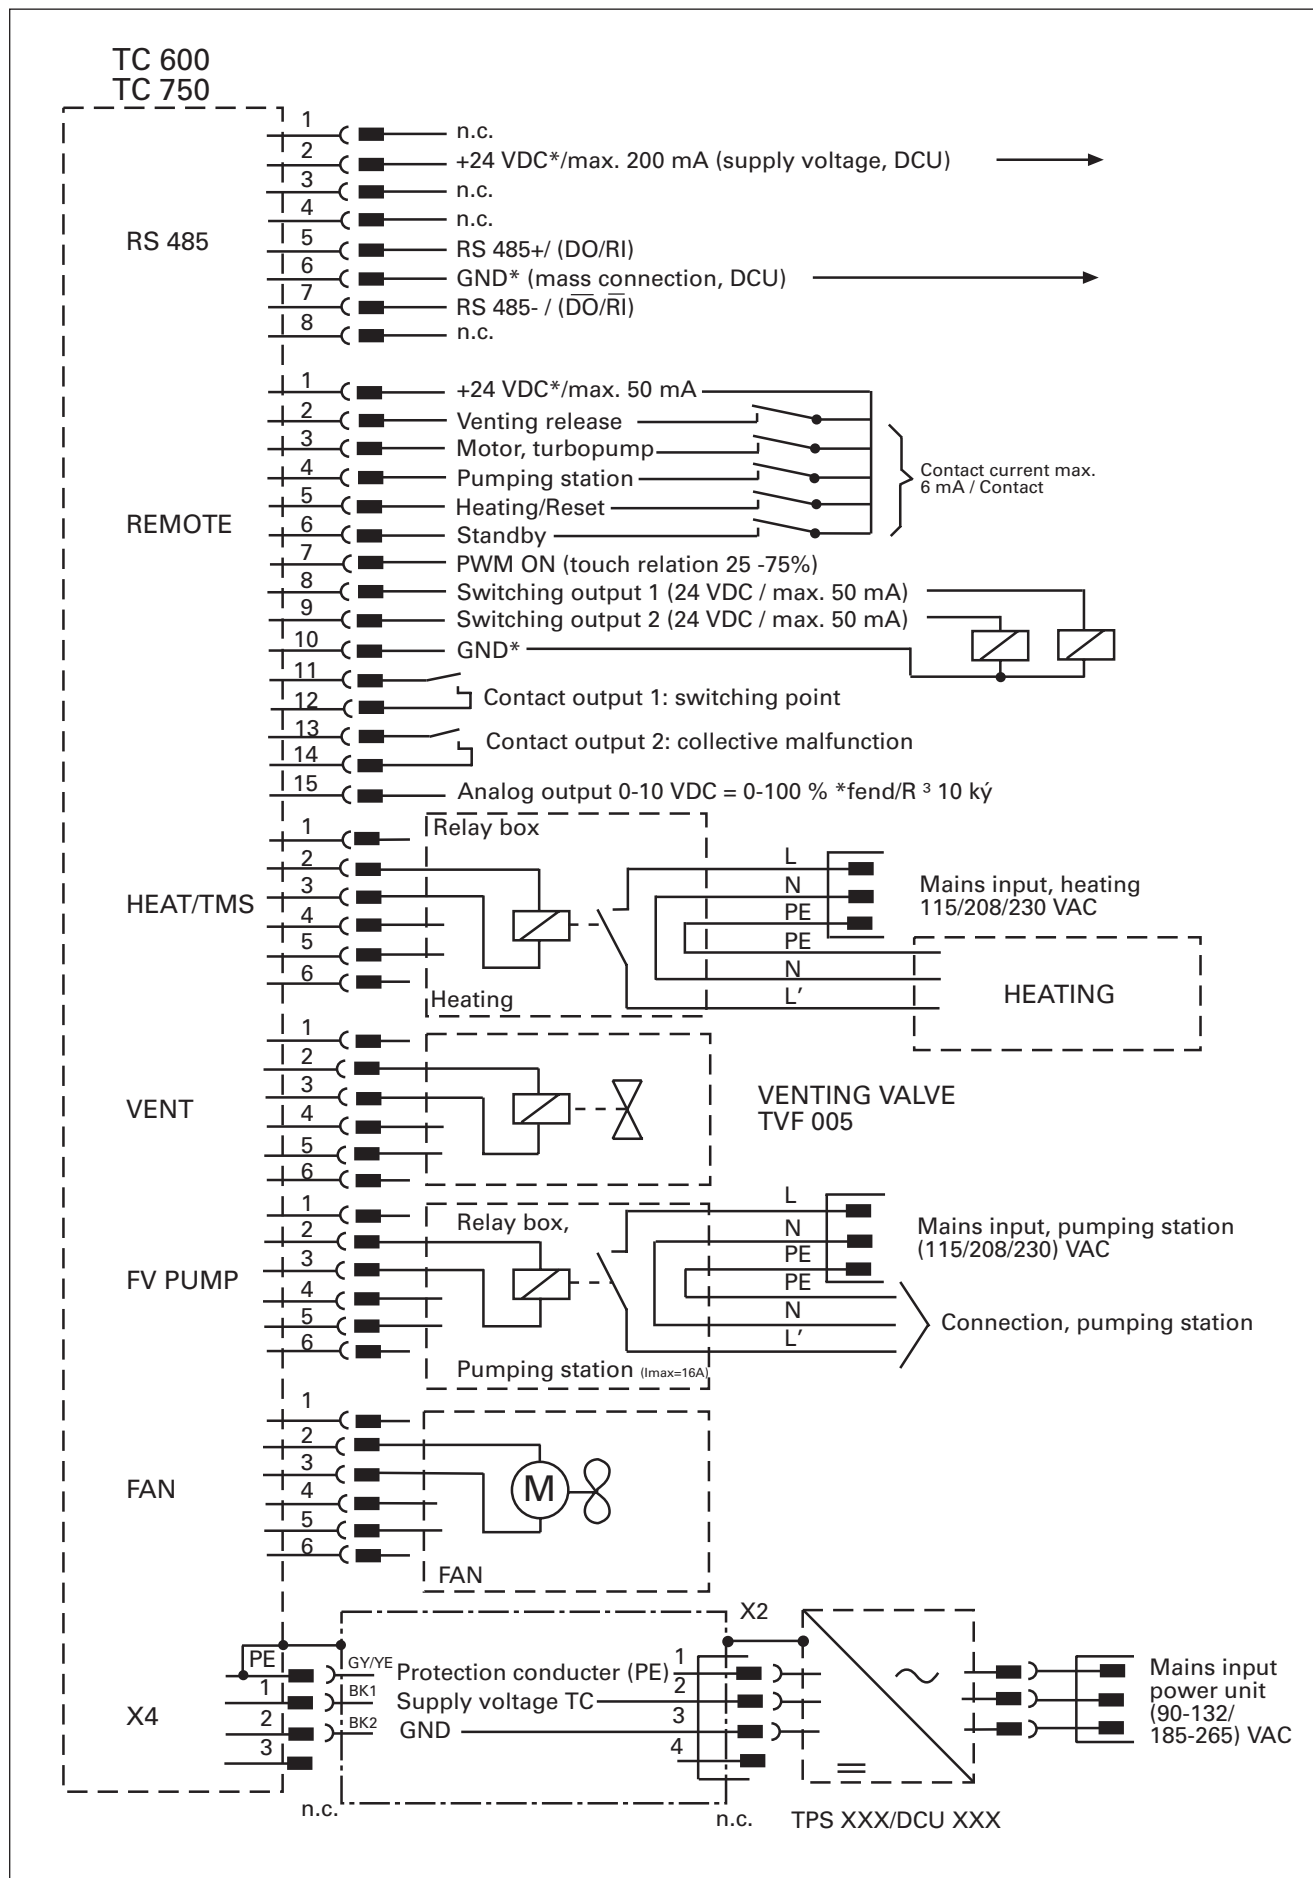 TC 600
TC 750
RS 485
1 n.c.
2 +24 VDC*/max. 200 mA (supply voltage, DCU)
3 n.c.
4 n.c.
5 RS 485+/ (DO/RI)
6 GND* (mass connection, DCU)
7 RS 485- / (D̅O̅/R̅I̅)
8 n.c.
REMOTE
1 +24 VDC*/max. 50 mA
2 Venting release
3 Motor, turbopump
4 Pumping station
5 Heating/Reset
6 Standby
Contact current max.
6 mA / Contact
7 PWM ON (touch relation 25 -75%)
8 Switching output 1 (24 VDC / max. 50 mA)
9 Switching output 2 (24 VDC / max. 50 mA)
10 GND*
11
12
Contact output 1: switching point
13
14
Contact output 2: collective malfunction
15 Analog output 0-10 VDC = 0-100 % *fend/R ³ 10 ký
HEAT/TMS
1
2
3
4
5
6
Relay box
Heating
L
N
PE
PE
N
L’
Mains input, heating
115/208/230 VAC
HEATING
VENT
1
2
3
4
5
6
VENTING VALVE
TVF 005
FV PUMP
1
2
3
4
5
6
Relay box,
Pumping station (Imax=16A)
L
N
PE
PE
N
L’
Mains input, pumping station
(115/208/230) VAC
Connection, pumping station
FAN
1
2
3
4
5
6
M
FAN
X4
PE
1
2
3
n.c.
GY/YE
BK1
BK2
Protection conducter (PE)
Supply voltage TC
GND
X2
1
2
3
4
n.c.
TPS XXX/DCU XXX
Mains input
power unit
(90-132/
185-265) VAC